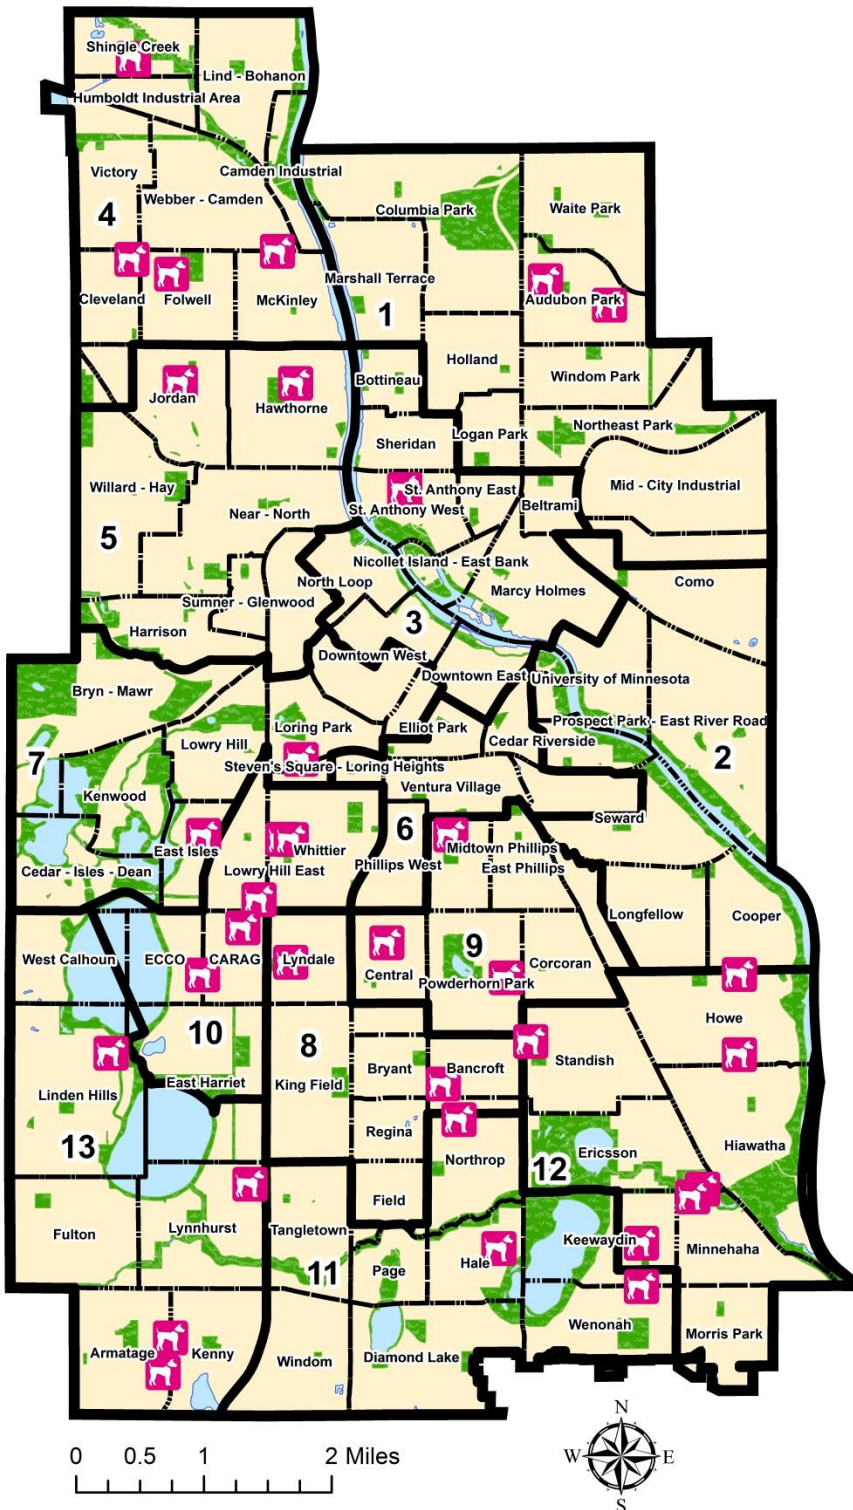 Shingle Creek
Lind - Bohanon
Humboldt Industrial Area
Victory
Camden Industrial
Webber - Camden
4
Columbia Park
Waite Park
Marshall Terrace
Cleveland
Folwell
McKinley
Audubon Park
1
Holland
Bottineau
Windom Park
Jordan
Hawthorne
Northeast Park
Logan Park
Sheridan
Willard - Hay
St. Anthony East
Mid - City Industrial
Beltrami
Near - North
St. Anthony West
5
Nicollet Island - East Bank
North Loop
Como
Marcy Holmes
Sumner - Glenwood
3
Harrison
Downtown West
Downtown East
University of Minnesota
Bryn - Mawr
Prospect Park - East River Road
Loring Park
Elliot Park
Lowry Hill
Cedar Riverside
2
7
Steven's Square - Loring Heights
Kenwood
Ventura Village
Seward
6
East Isles
Whittier
Midtown Phillips
Phillips West
East Phillips
Cedar - Isles - Dean
Lowry Hill East
Longfellow
Cooper
9
West Calhoun
ECCO
CARAG
Lyndale
Central
Corcoran
Powderhorn Park
Howe
10
8
Standish
Bryant
Bancroft
East Harriet
King Field
Linden Hills
Regina
13
Hiawatha
Northrop
Ericsson
12
Field
Fulton
Lynnhurst
Tangletown
Keewaydin
Minnehaha
Hale
Page
11
Wenonah
Morris Park
Armatage
Kenny
Windom
Diamond Lake
N
W
E
S
0 0.5 1 2 Miles